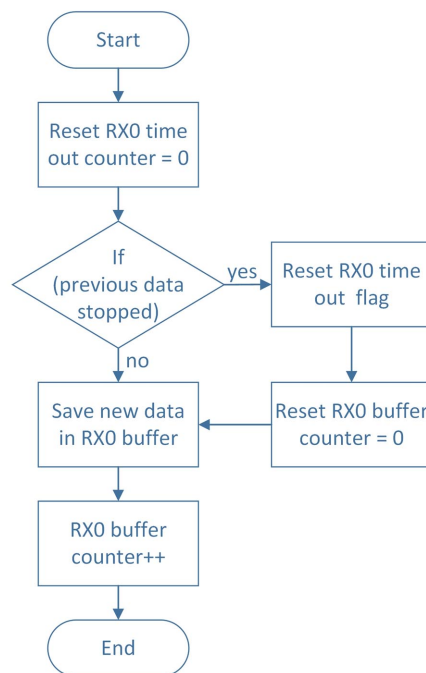 Start
Reset RX0 time
out counter = 0
If
(previous data
stopped)
yes
Reset RX0 time
out flag
no
Save new data
in RX0 buffer
Reset RX0 buffer
counter = 0
RX0 buffer
counter++
End